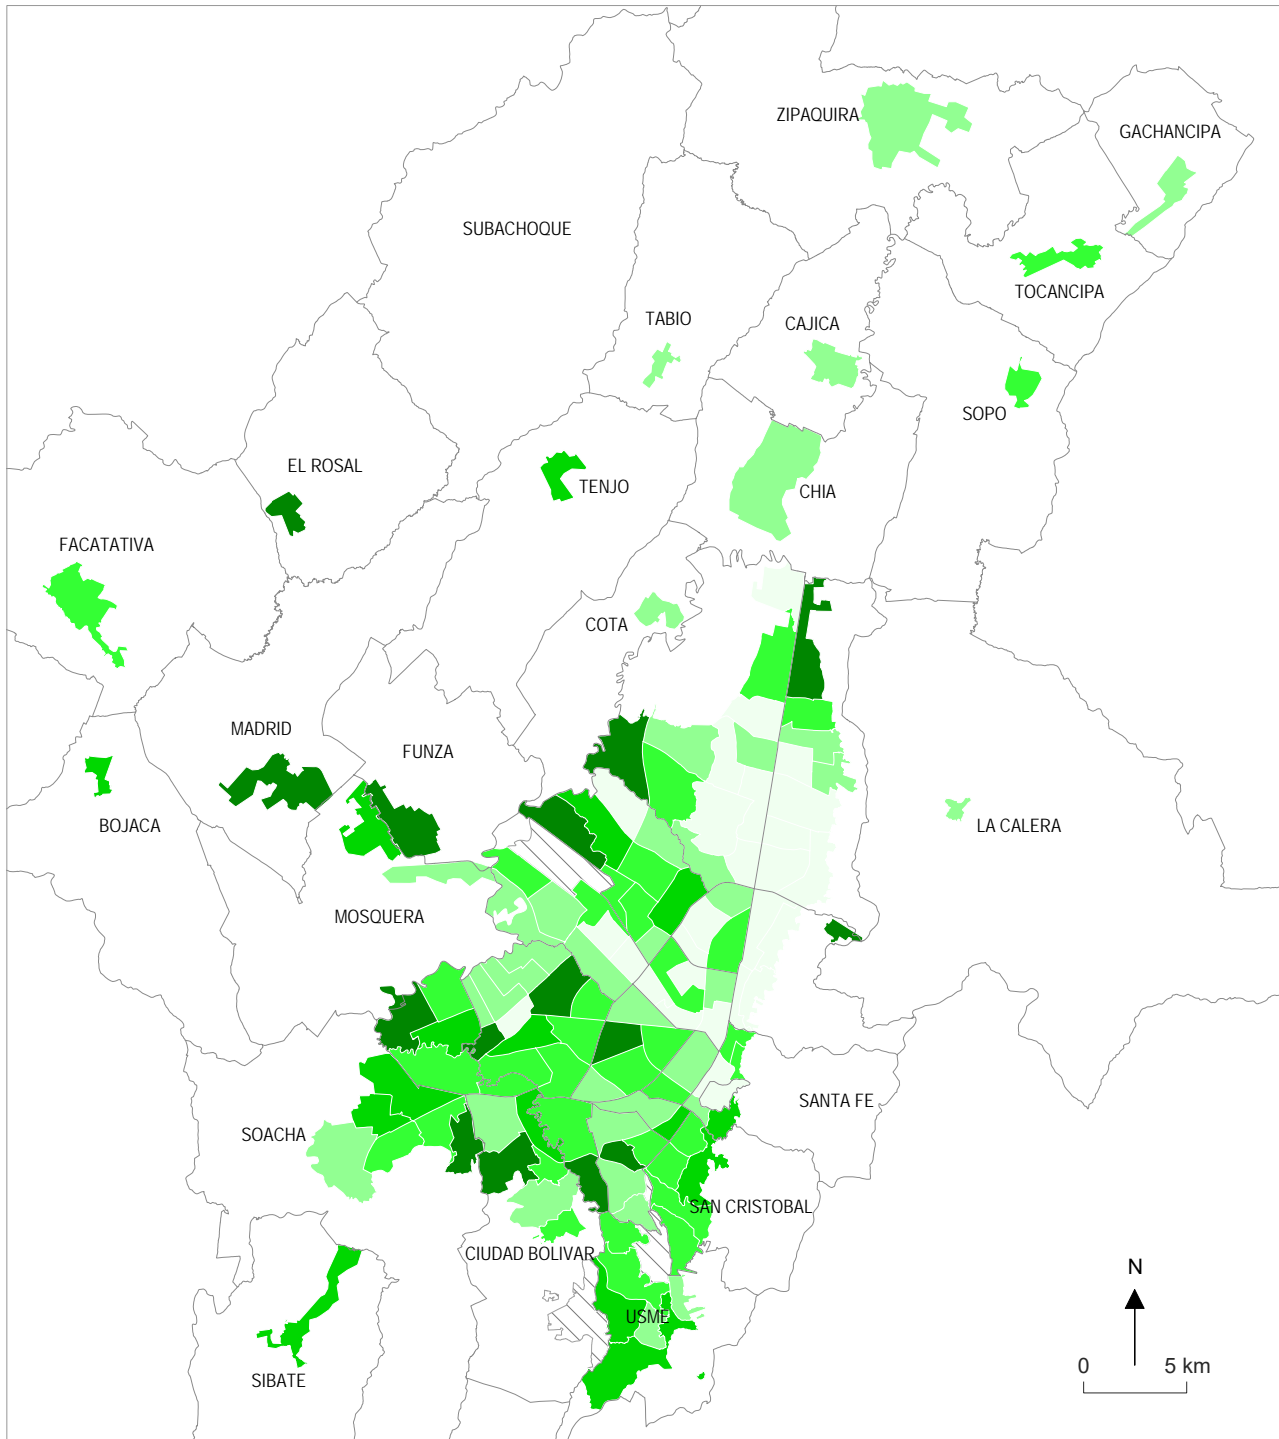 ZIPAQUIRA
GACHANCIPA
SUBACHOQUE
TOCANCIPA
TABIO
CAJICA
SOPO
EL ROSAL
TENJO
CHIA
FACATATIVA
COTA
MADRID
FUNZA
BOJACA
LA CALERA
MOSQUERA
SANTA FE
SOACHA
SAN CRISTOBAL
CIUDAD BOLIVAR
N
USME
0 5 km
SIBATE